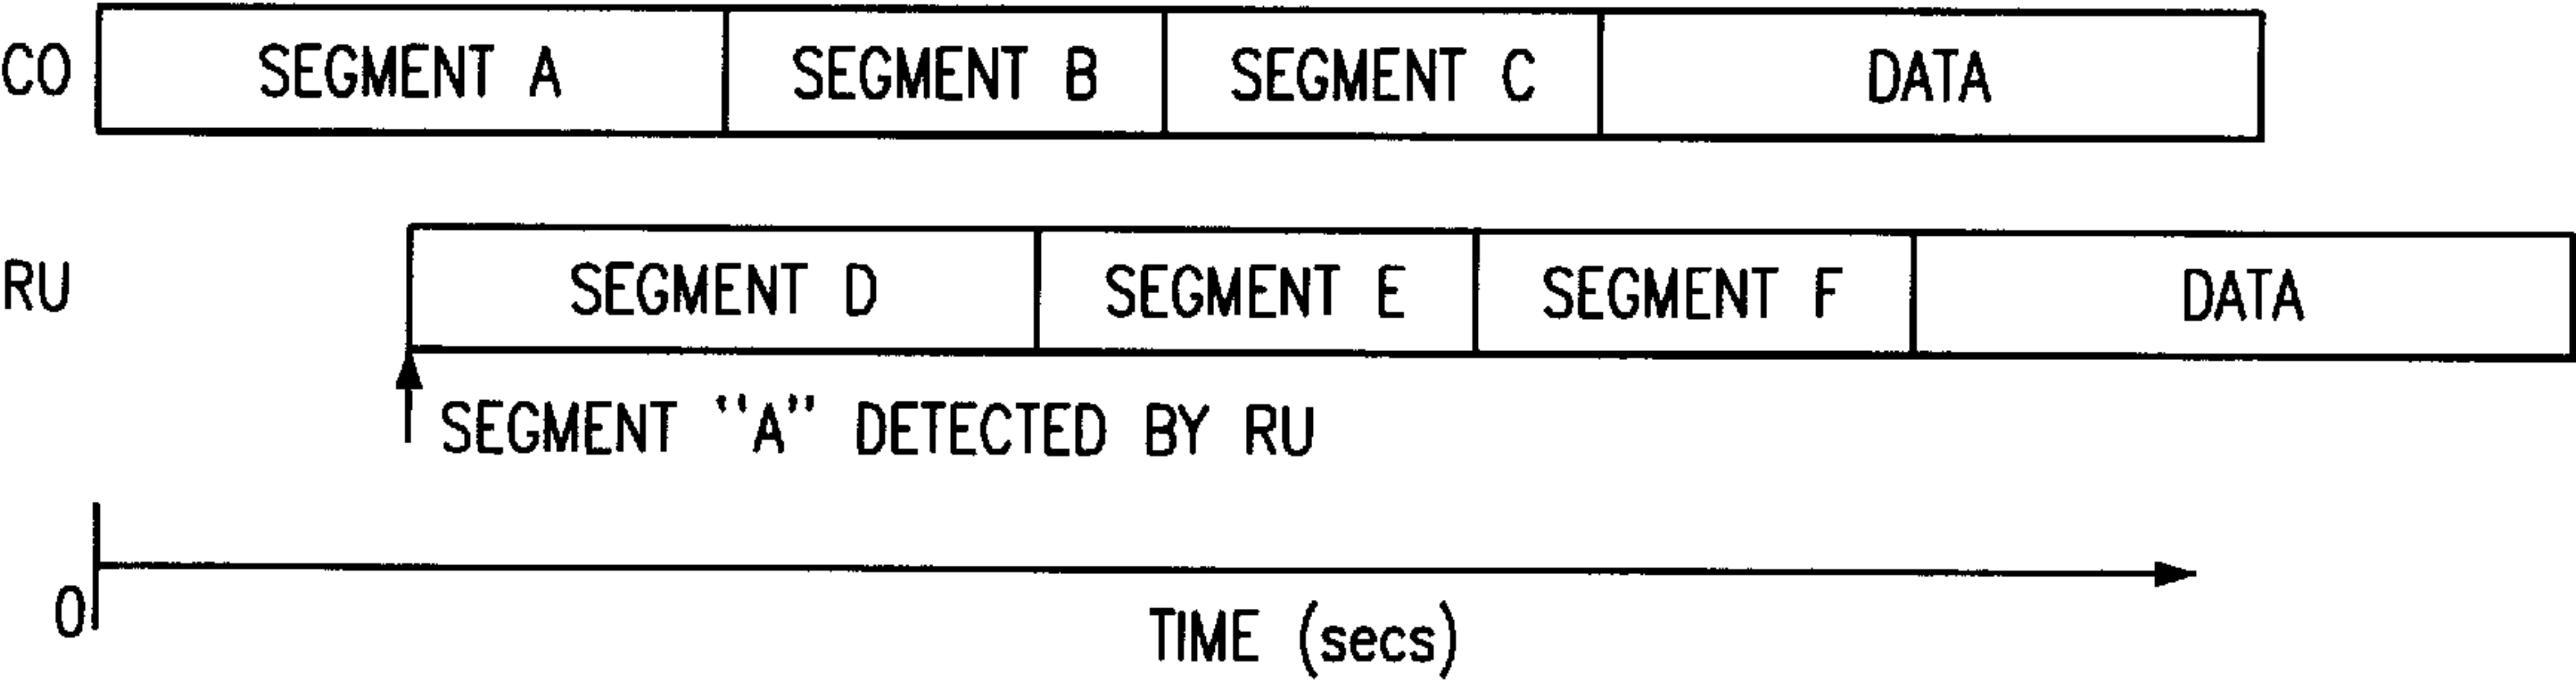 CO SEGMENT A SEGMENT B SEGMENT C DATA
RU SEGMENT D SEGMENT E SEGMENT F DATA
SEGMENT "A" DETECTED BY RU
0
TIME (secs)